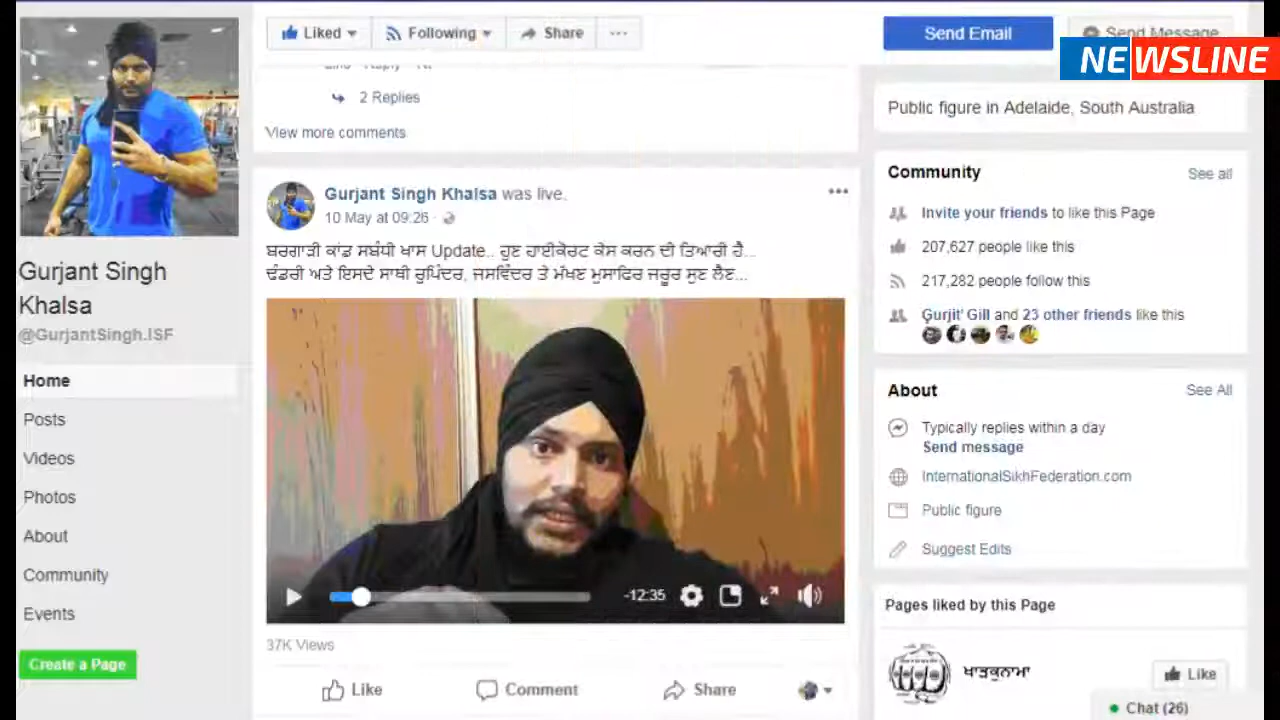 Liked
Following
Share
Send Email
Send Message
NEWSLINE
2 Replies
View more comments
Gurjant Singh Khalsa was live.
10 May at 09:26
ਬਰਗਾੜੀ ਕਾਂਡ ਸਬੰਧੀ ਖਾਸ Update.. ਹੁਣ ਹਾਈਕੋਰਟ ਕੇਸ ਕਰਨ ਦੀ ਤਿਆਰੀ ਹੈ...
ਢੰਡਰੀ ਅਤੇ ਇਸਦੇ ਸਾਥੀ ਰੁਪਿੰਦਰ, ਜਸਵਿੰਦਰ ਤੇ ਮੱਖਣ ਮੁਸਾਫਿਰ ਜਰੂਰ ਸੁਣ ਲੈਣ...
-12:35
37K Views
Like
Comment
Share
Gurjant Singh
Khalsa
@GurjantSingh.ISF
Home
Posts
Videos
Photos
About
Community
Events
Create a Page
Public figure in Adelaide, South Australia
Community
See all
Invite your friends to like this Page
207,627 people like this
217,282 people follow this
Gurjit' Gill and 23 other friends like this
About
See All
Typically replies within a day
Send message
InternationalSikhFederation.com
Public figure
Suggest Edits
Pages liked by this Page
ਖਾੜਕੂਨਾਮਾ
Like
Chat (26)